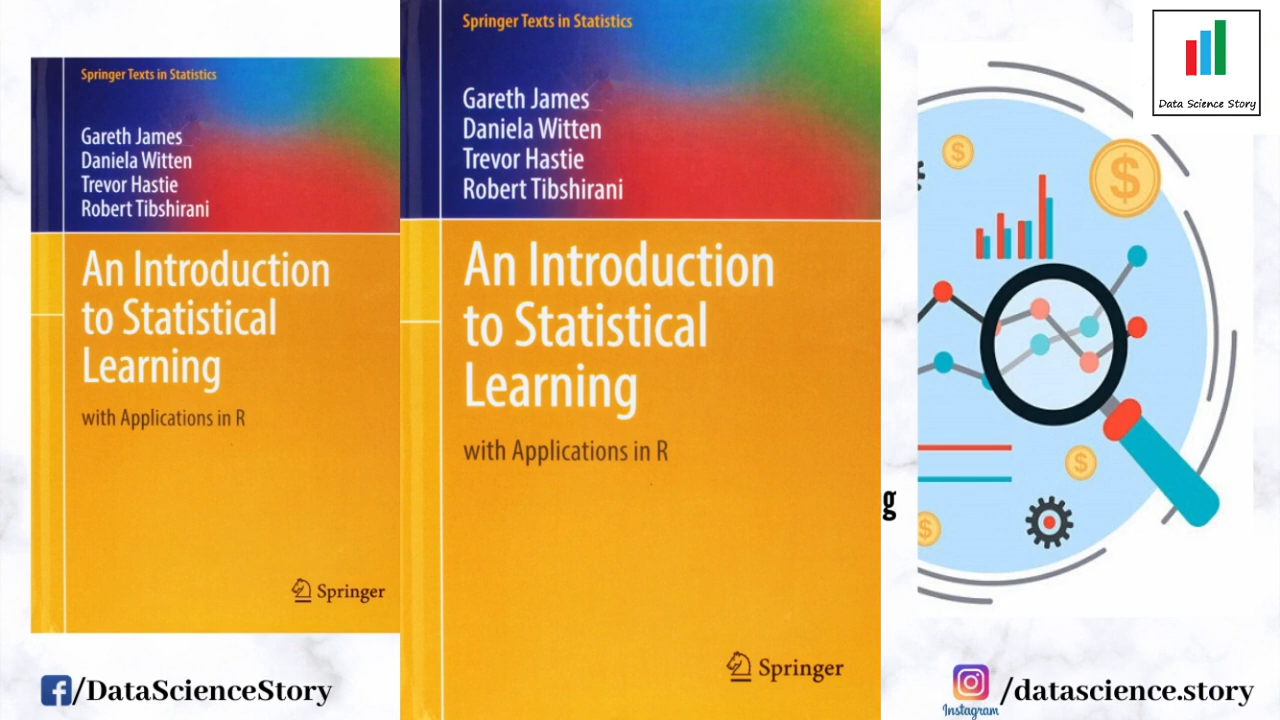 Springer Texts in Statistics
Gareth James
Daniela Witten
Trevor Hastie
Robert Tibshirani
An Introduction
to Statistical
Learning
with Applications in R
Springer
/DataScienceStory
Springer Texts in Statistics
Gareth James
Daniela Witten
Trevor Hastie
Robert Tibshirani
An Introduction
to Statistical
Learning
with Applications in R
Springer
g
Data Science Story
$
$
$
$
Instagram
/datascience.story